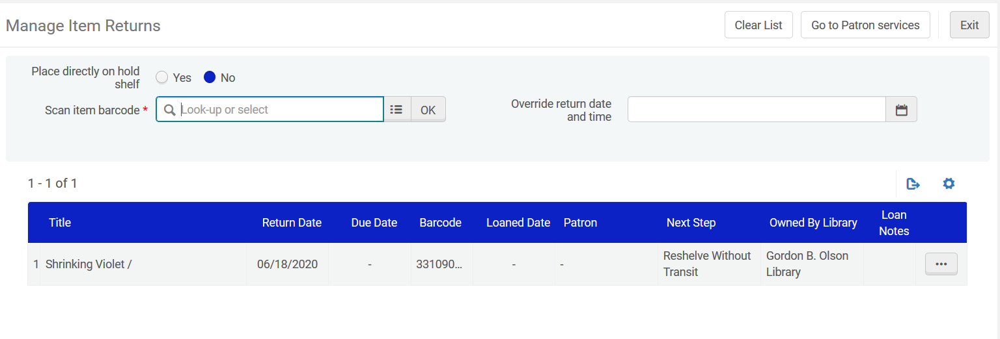 Manage Item Returns
Clear List
Go to Patron services
Exit
Place directly on hold
shelf
Yes
No
Scan item barcode *
Look-up or select
OK
Override return date
and time
1 - 1 of 1
Title
Return Date
Due Date
Barcode
Loaned Date
Patron
Next Step
Owned By Library
Loan
Notes
1
Shrinking Violet /
06/18/2020
-
331090...
-
-
Reshelve Without
Transit
Gordon B. Olson
Library